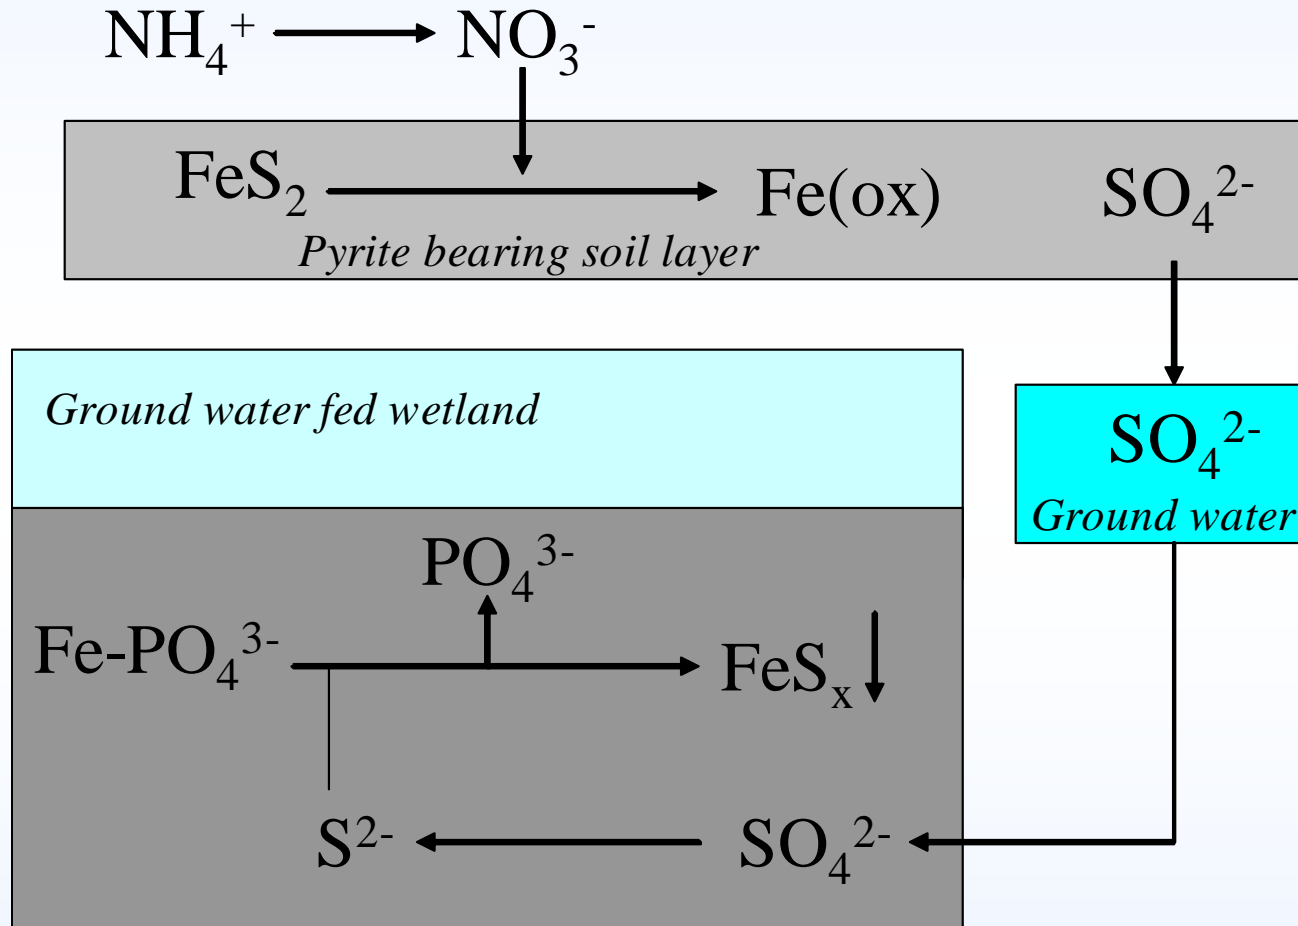 NH₄⁺ NO₃⁻
FeS₂ Fe(ox) SO₄²⁻
Pyrite bearing soil layer
Ground water fed wetland
SO₄²⁻
Ground water
PO₄³⁻
Fe-PO₄³⁻ FeSₓ
S²⁻ SO₄²⁻